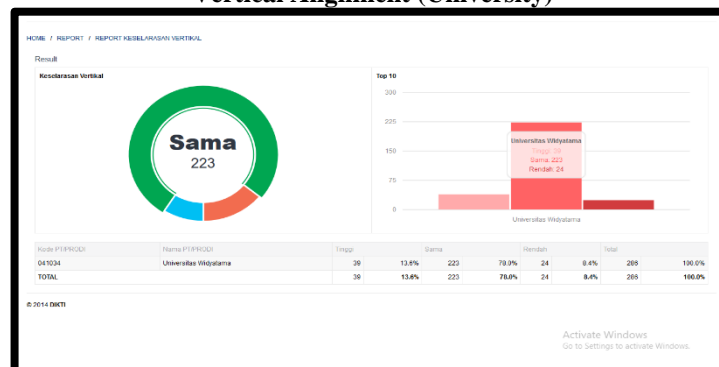 Vertical Alignment (University)
HOME / REPORT / REPORT KESELARASAN VERTIKAL
Result
Keselarasan Vertikal
Sama
223
Top 10
300
225
150
75
0
Universitas Widyatama
Tinggi: 39
Sama: 223
Rendah: 24
Universitas Widyatama
Kode PT/PRODI Nama PT/PRODI Tinggi Sama Rendah Total
041034 Universitas Widyatama 39 13.6% 223 78.0% 24 8.4% 286 100.0%
TOTAL 39 13.6% 223 78.0% 24 8.4% 286 100.0%
© 2014 DIKTI
Activate Windows
Go to Settings to activate Windows.